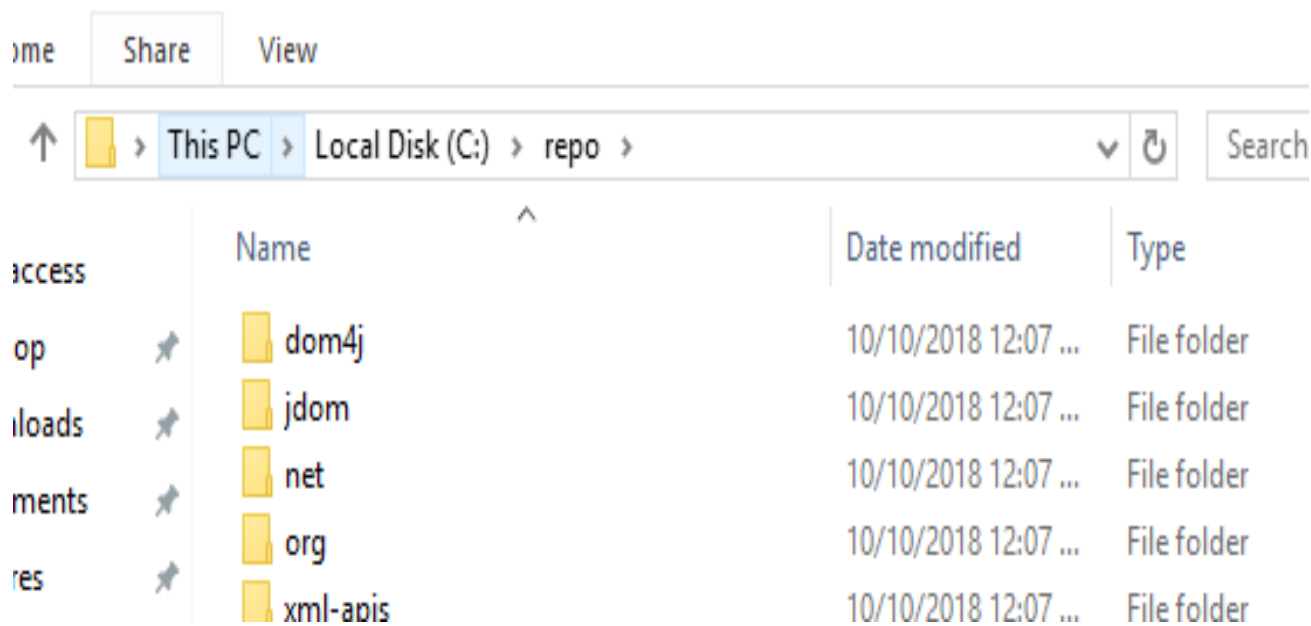 ome Share View
This PC > Local Disk (C:) > repo >
Search
Name Date modified Type
access
op
nloads
ments
res
dom4j 10/10/2018 12:07 ... File folder
jdom 10/10/2018 12:07 ... File folder
net 10/10/2018 12:07 ... File folder
org 10/10/2018 12:07 ... File folder
xml-apis 10/10/2018 12:07 ... File folder